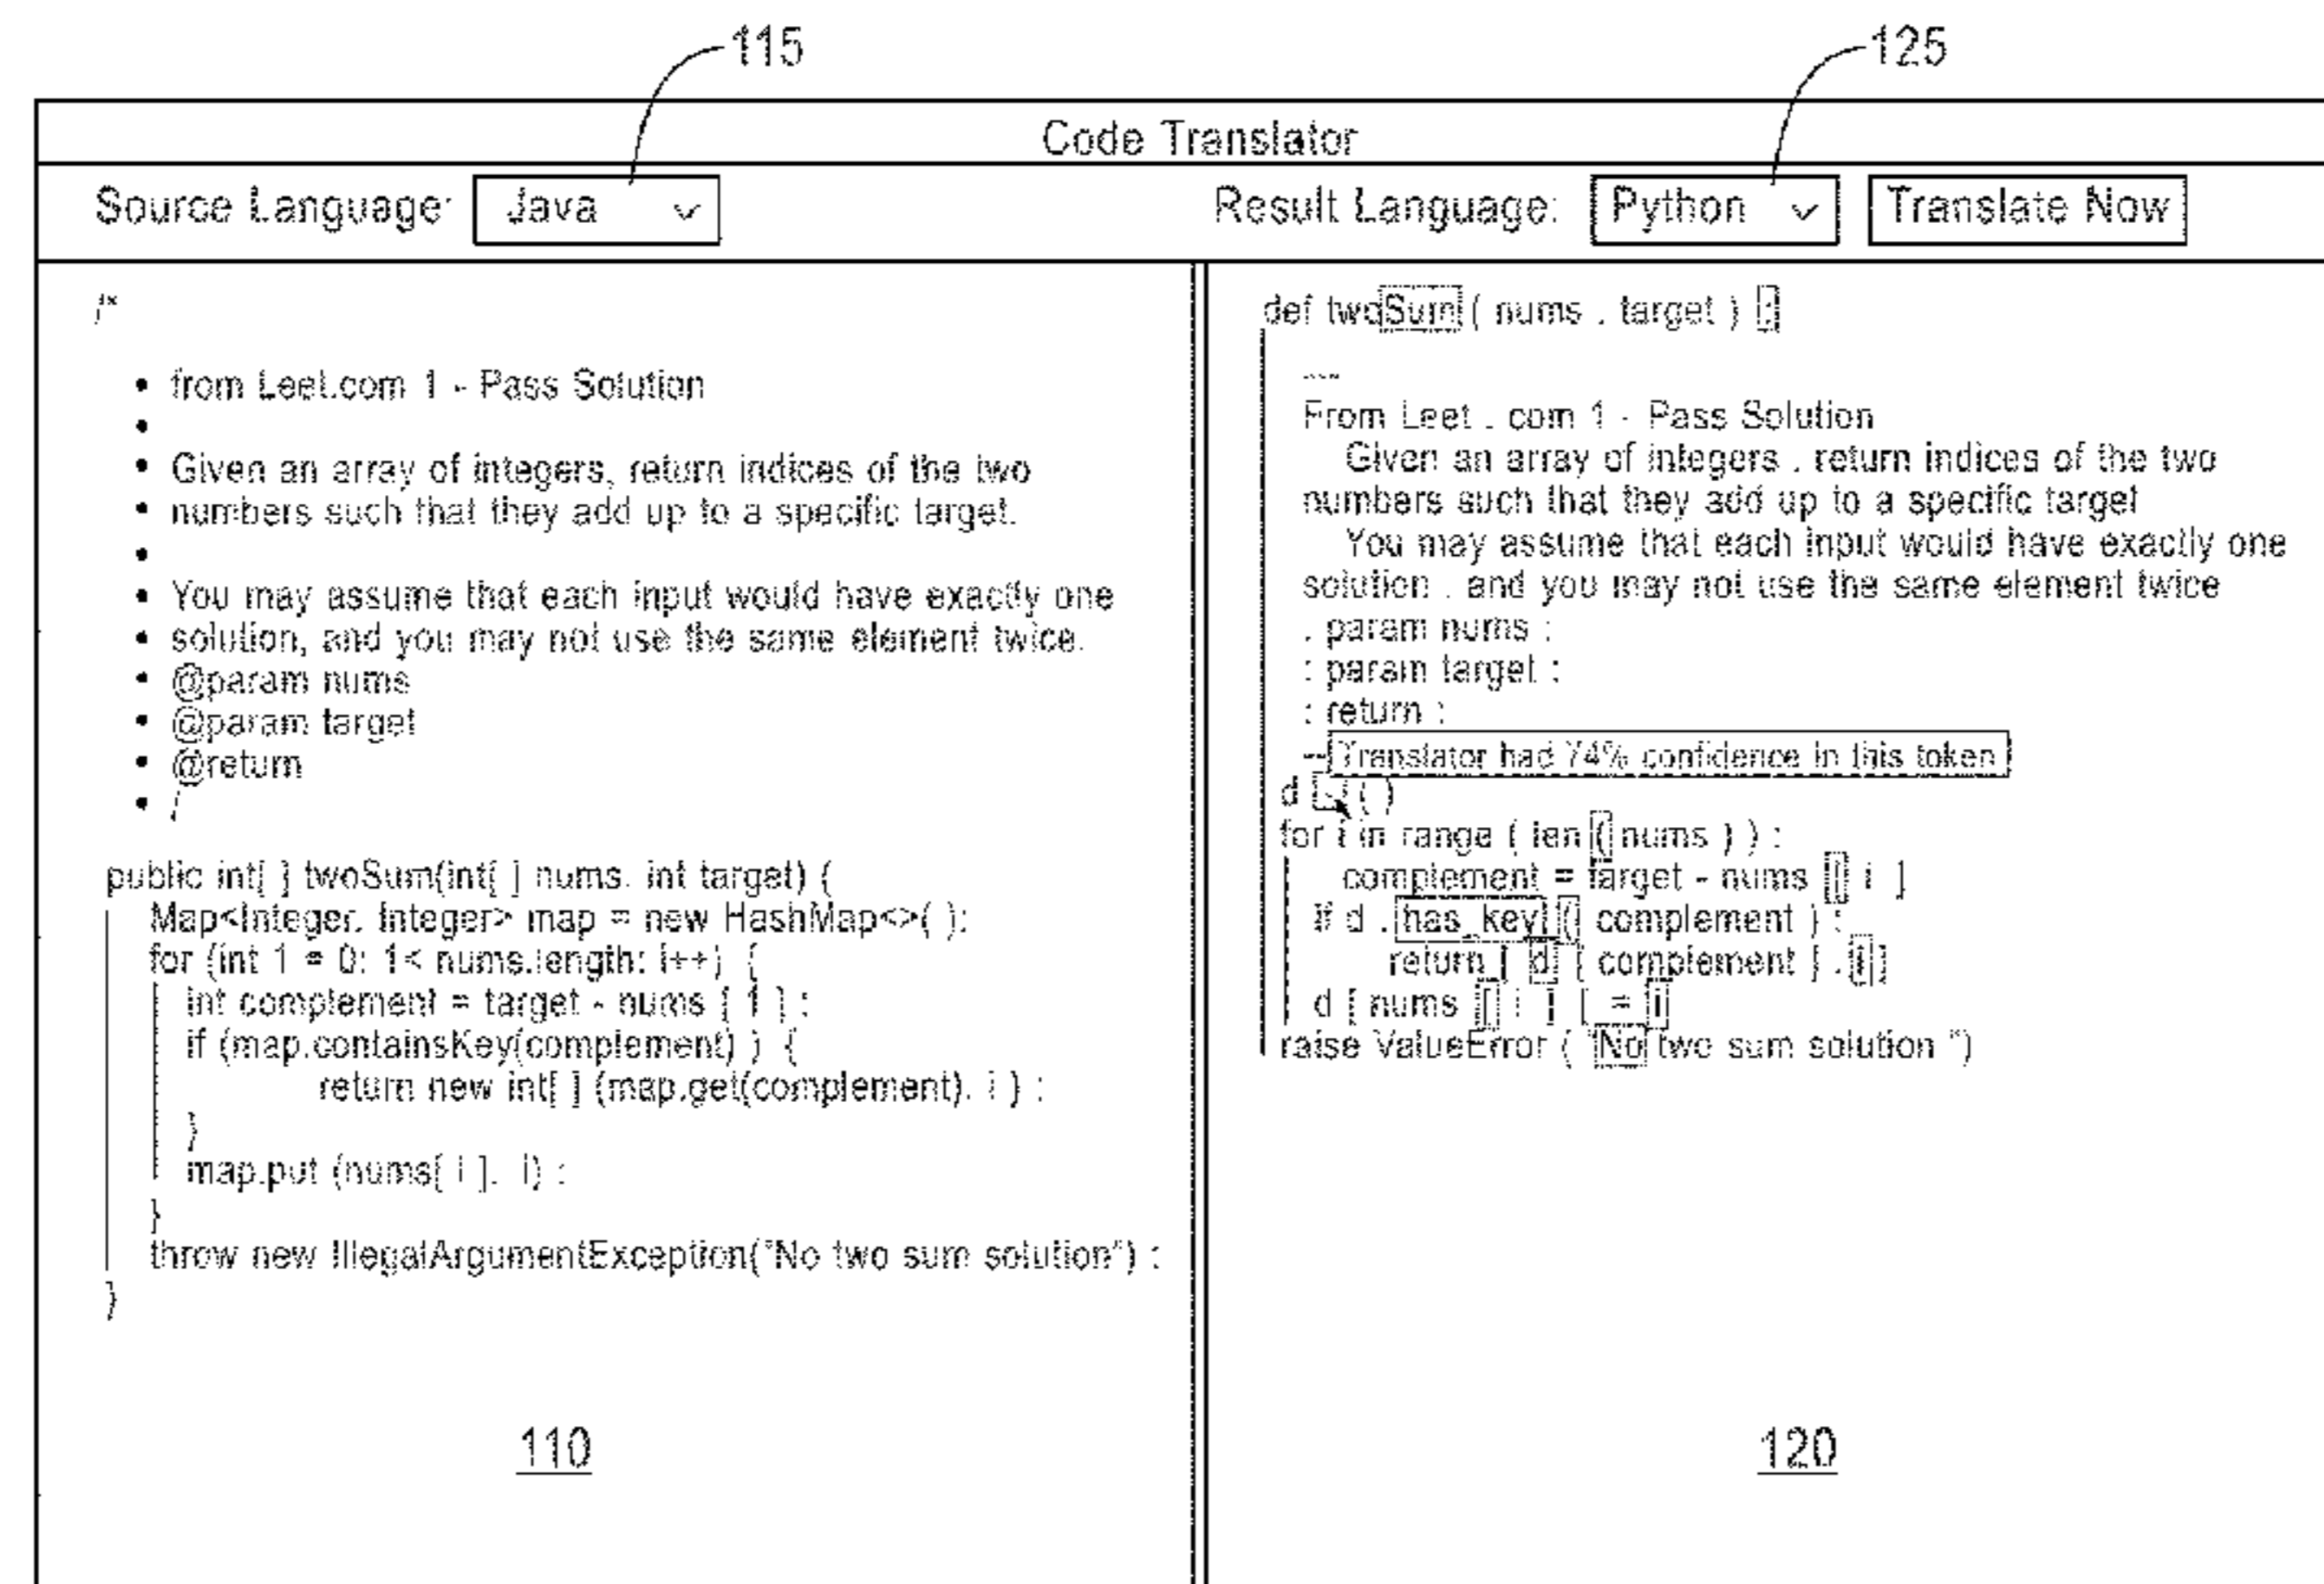 115
125
Code Translator
Source Language: Java
Result Language: Python Translate Now
/*
• from Leet.com 1 - Pass Solution
•
• Given an array of integers, return indices of the two
• numbers such that they add up to a specific target.
•
• You may assume that each input would have exactly one
• solution, and you may not use the same element twice.
• @param nums
• @param target
• @return
• /
public int[ ] twoSum(int[ ] nums. int target) {
Map<Integer. Integer> map = new HashMap<>( ):
for (int 1 = 0: 1< nums.length: i++) {
int complement = target - nums [ 1 ] :
if (map.containsKey(complement) ) {
return new int[ ] (map.get(complement). i } :
}
map.put (nums[ i ]. i) :
}
throw new IllegalArgumentException("No two sum solution") :
}
110
def twoSum ( nums . target ) :
From Leet . com 1 - Pass Solution
Given an array of integers . return indices of the two
numbers such that they add up to a specific target
You may assume that each input would have exactly one
solution . and you may not use the same element twice
. param nums :
: param target :
: return :
Translator had 74% confidence in this token
d ( )
for i in range ( len ( nums ) ) :
complement = target - nums [ i ]
If d . has_key ( complement ) :
return [ d [ complement ] . i ]
d [ nums [ i ] [ = i
raise ValueError ( "No two sum solution ")
120